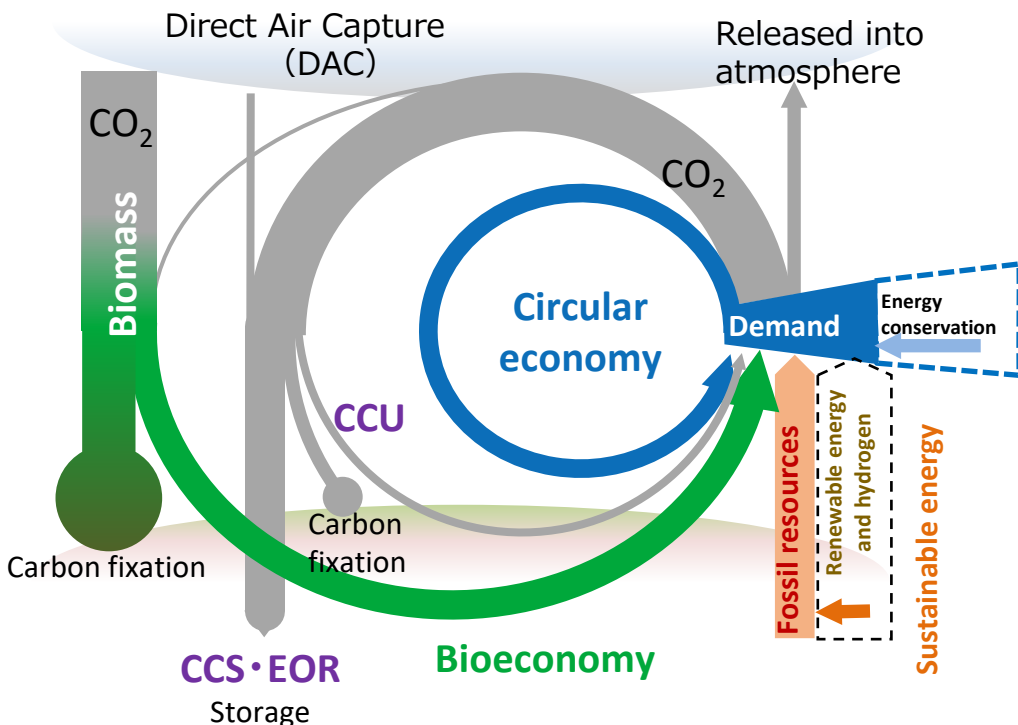 Direct Air Capture
（DAC）
Released into
atmosphere
CO2
CO2
Biomass
Circular
economy
Demand
Energy
conservation
CCU
Carbon
fixation
Carbon fixation
Fossil resources
Renewable energy
and hydrogen
Sustainable energy
Bioeconomy
CCS・EOR
Storage